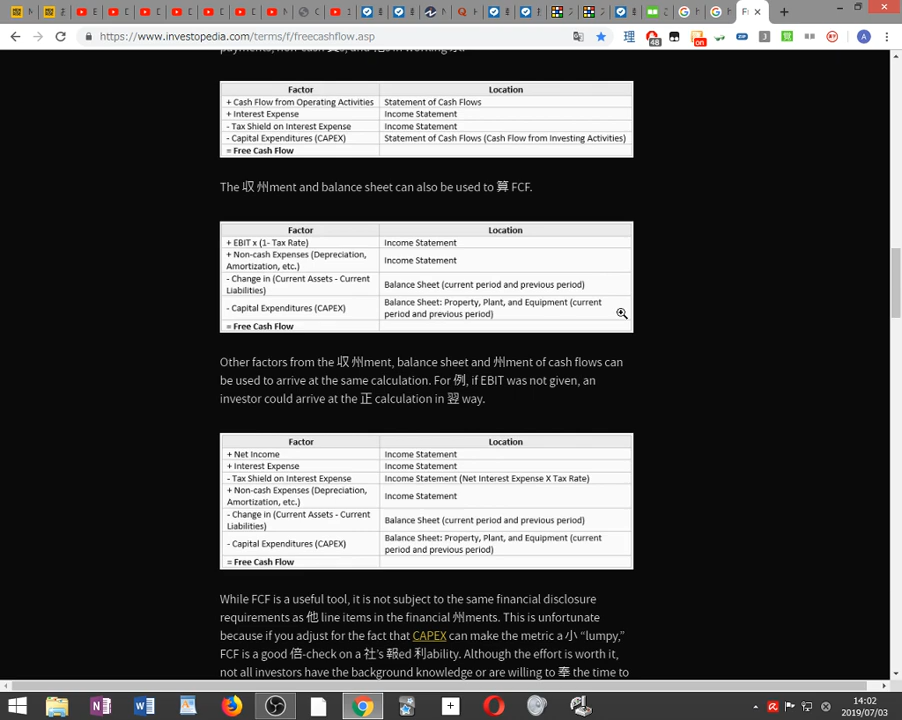 https://www.investopedia.com/terms/f/freecashflow.asp
Factor Location
+ Cash Flow from Operating Activities Statement of Cash Flows
+ Interest Expense Income Statement
- Tax Shield on Interest Expense Income Statement
- Capital Expenditures (CAPEX) Statement of Cash Flows (Cash Flow from Investing Activities)
= Free Cash Flow
The 収 州ment and balance sheet can also be used to 算 FCF.
Factor Location
+ EBIT x (1- Tax Rate) Income Statement
+ Non-cash Expenses (Depreciation,
Amortization, etc.) Income Statement
- Change in (Current Assets - Current
Liabilities) Balance Sheet (current period and previous period)
- Capital Expenditures (CAPEX) Balance Sheet: Property, Plant, and Equipment (current
period and previous period)
= Free Cash Flow
Other factors from the 収 州ment, balance sheet and 州ment of cash flows can
be used to arrive at the same calculation. For 例, if EBIT was not given, an
investor could arrive at the 正 calculation in 翌 way.
Factor Location
+ Net Income Income Statement
+ Interest Expense Income Statement
- Tax Shield on Interest Expense Income Statement (Net Interest Expense X Tax Rate)
+ Non-cash Expenses (Depreciation,
Amortization, etc.) Income Statement
- Change in (Current Assets - Current
Liabilities) Balance Sheet (current period and previous period)
- Capital Expenditures (CAPEX) Balance Sheet: Property, Plant, and Equipment (current
period and previous period)
= Free Cash Flow
While FCF is a useful tool, it is not subject to the same financial disclosure
requirements as 他 line items in the financial 州ments. This is unfortunate
because if you adjust for the fact that CAPEX can make the metric a 小 “lumpy,”
FCF is a good 倍-check on a 社's 報ed 利ability. Although the effort is worth it,
not all investors have the background knowledge or are willing to 奉 the time to
14:02
2019/07/03